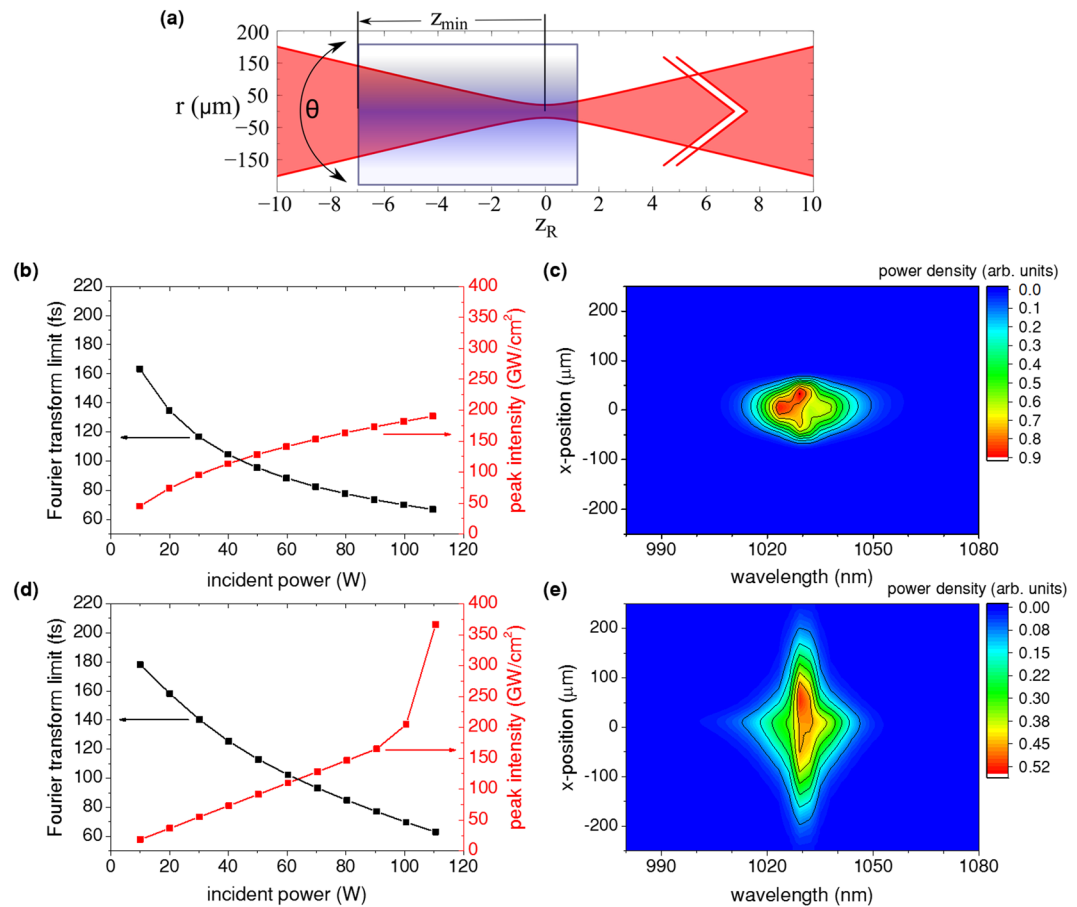 (a)
z_min
200
150
50
−50
−150
r (μm)
θ
−10 −8 −6 −4 −2 0 2 4 6 8 10
z_R
(b)
220
200
180
160
140
120
100
80
60
Fourier transform limit (fs)
400
350
300
250
200
150
100
50
0
peak intensity (GW/cm²)
0 20 40 60 80 100 120
incident power (W)
(c)
power density (arb. units)
0.0
0.1
0.2
0.3
0.4
0.5
0.6
0.7
0.8
0.9
200
100
0
-100
-200
x-position (μm)
990 1020 1050 1080
wavelength (nm)
(d)
220
200
180
160
140
120
100
80
60
Fourier transform limit (fs)
400
350
300
250
200
150
100
50
0
peak intensity (GW/cm²)
0 20 40 60 80 100 120
incident power (W)
(e)
power density (arb. units)
0.00
0.08
0.15
0.23
0.30
0.38
0.45
0.52
200
100
0
-100
-200
x-position (μm)
990 1020 1050 1080
wavelength (nm)